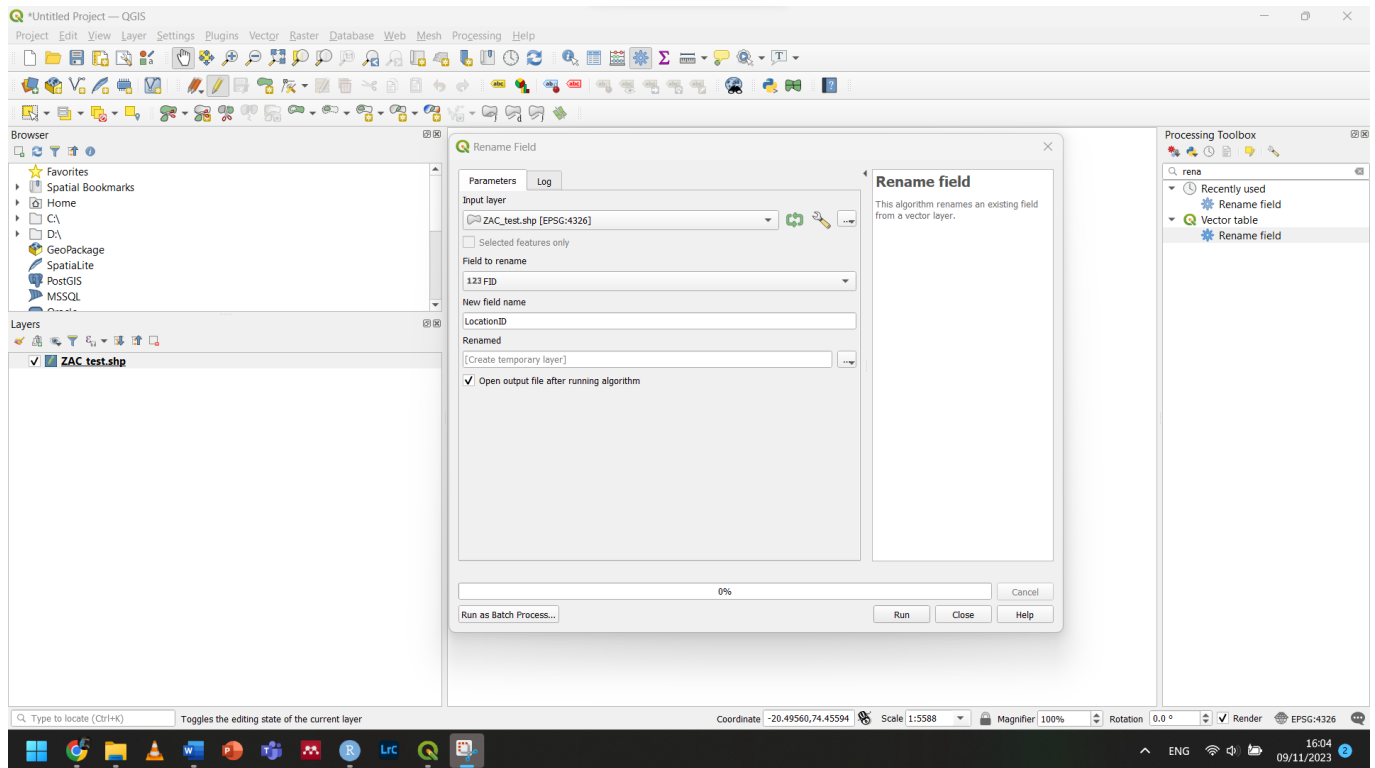 *Untitled Project — QGIS
Project Edit View Layer Settings Plugins Vector Raster Database Web Mesh Processing Help
Browser
Favorites
Spatial Bookmarks
Home
C:\
D:\
GeoPackage
SpatiaLite
PostGIS
MSSQL
Layers
ZAC_test.shp
Rename Field
Parameters Log
Input layer
ZAC_test.shp [EPSG:4326]
Selected features only
Field to rename
123 FID
New field name
LocationID
Renamed
[Create temporary layer]
Open output file after running algorithm
Rename field
This algorithm renames an existing field
from a vector layer.
0%
Cancel
Run as Batch Process...
Run Close Help
Processing Toolbox
rena
Recently used
Rename field
Vector table
Rename field
Type to locate (Ctrl+K) Toggles the editing state of the current layer Coordinate -20.49560,74.45594 Scale 1:5588 Magnifier 100% Rotation 0.0 ° Render EPSG:4326
LrC
ENG
16:04
09/11/2023
2